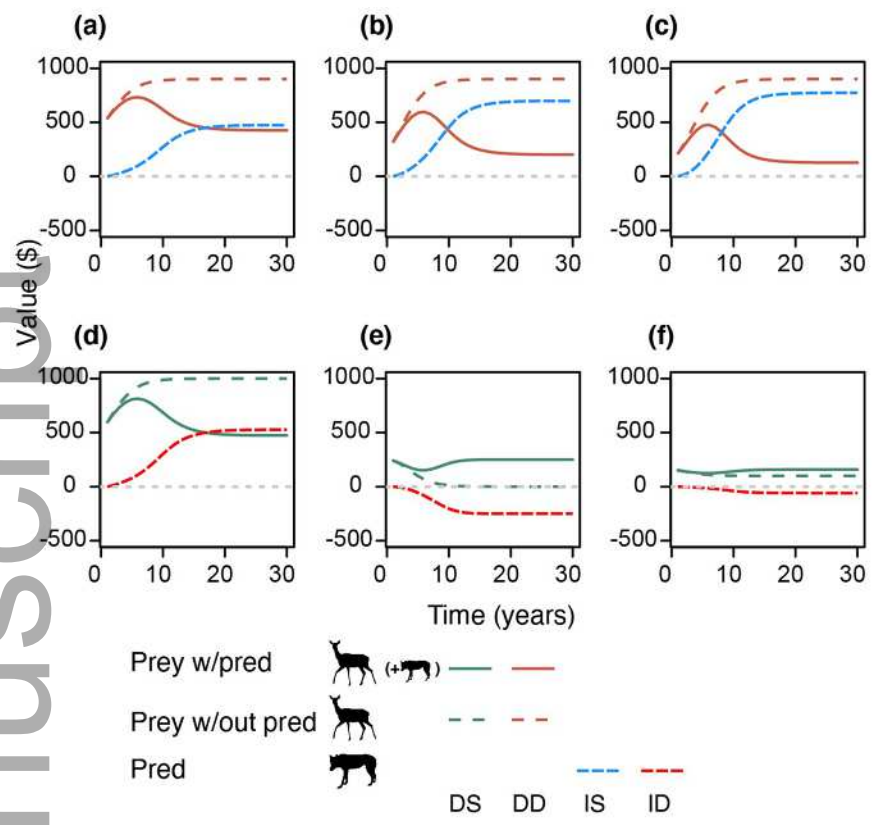 (a) (b) (c)
1000 1000 1000
500 500 500
0 0 0
-500 -500 -500
0 10 20 30 0 10 20 30 0 10 20 30
Value ($)
(d) (e) (f)
1000 1000 1000
500 500 500
0 0 0
-500 -500 -500
0 10 20 30 0 10 20 30 0 10 20 30
Time (years)
Prey w/pred (+ )
Prey w/out pred
Pred
DS DD IS ID